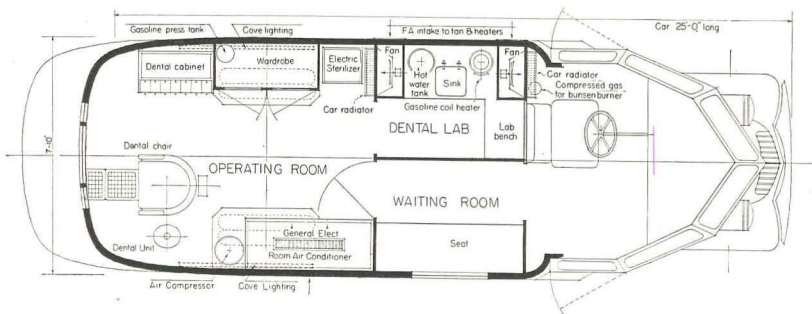 Car 25'-0" long
Gasoline press tank
Cove lighting
F.A intake to fan & heaters
Dental cabinet
Wardrobe
Electric
Sterilizer
Fan
Hot
water
tank
Sink
Fan
Car radiator
Compressed gas
for bunsenburner
Car radiator
Gasoline coil heater
7'-10"
DENTAL LAB
Lab
bench
Dental chair
OPERATING ROOM
WAITING ROOM
General Elect
Room Air Conditioner
Seat
Dental Unit
Air Compressor
Cove Lighting